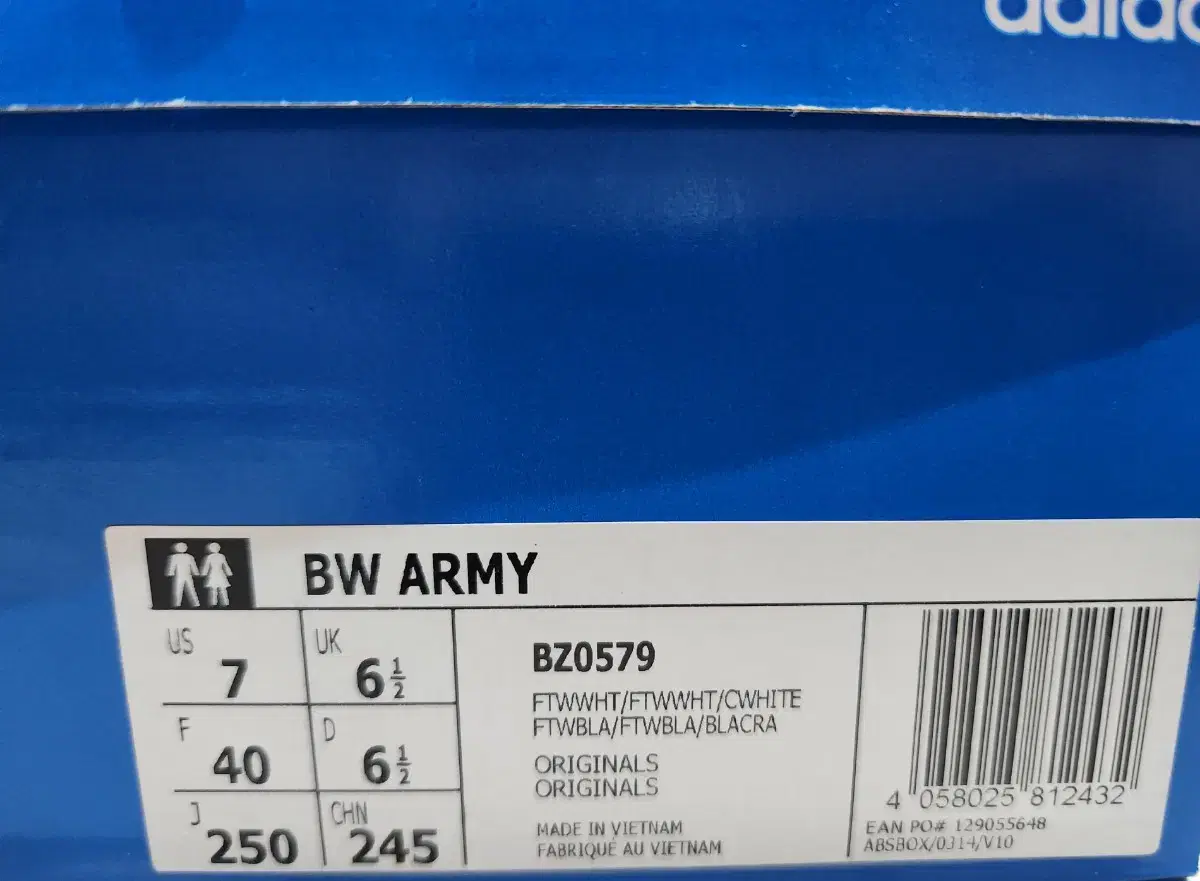 adidas
BW ARMY
US 7 UK 6½
F 40 D 6½
J 250 CHN 245
BZ0579
FTWWHT/FTWWHT/CWHITE
FTWBLA/FTWBLA/BLACRA
ORIGINALS
ORIGINALS
MADE IN VIETNAM
FABRIQUÉ AU VIETNAM
4 058025 812432
EAN PO# 129055648
ABSBOX/0314/V10